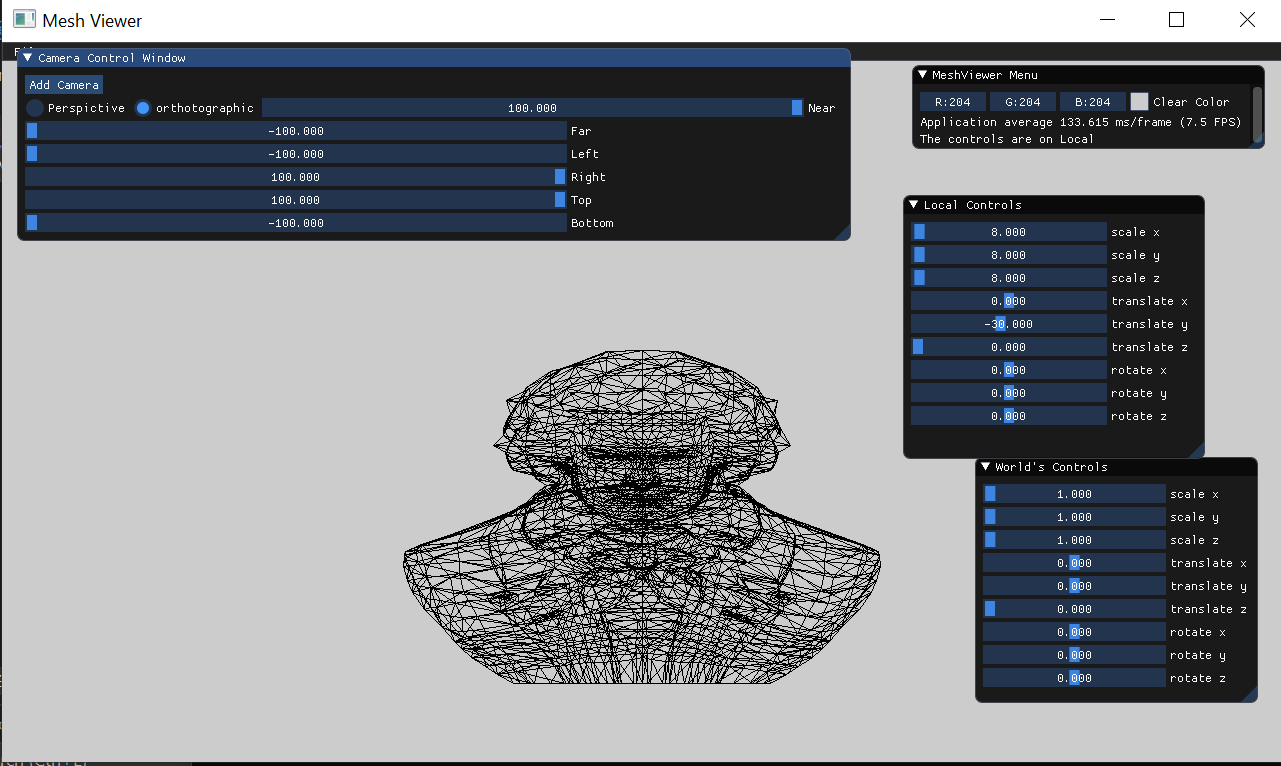 Mesh Viewer
Camera Control Window
Add Camera
Perspictive orthotographic 100.000 Near
-100.000 Far
-100.000 Left
100.000 Right
100.000 Top
-100.000 Bottom
MeshViewer Menu
R:204 G:204 B:204 Clear Color
Application average 133.615 ms/frame (7.5 FPS)
The controls are on Local
Local Controls
8.000 scale x
8.000 scale y
8.000 scale z
0.000 translate x
-30.000 translate y
0.000 translate z
0.000 rotate x
0.000 rotate y
0.000 rotate z
World's Controls
1.000 scale x
1.000 scale y
1.000 scale z
0.000 translate x
0.000 translate y
0.000 translate z
0.000 rotate x
0.000 rotate y
0.000 rotate z